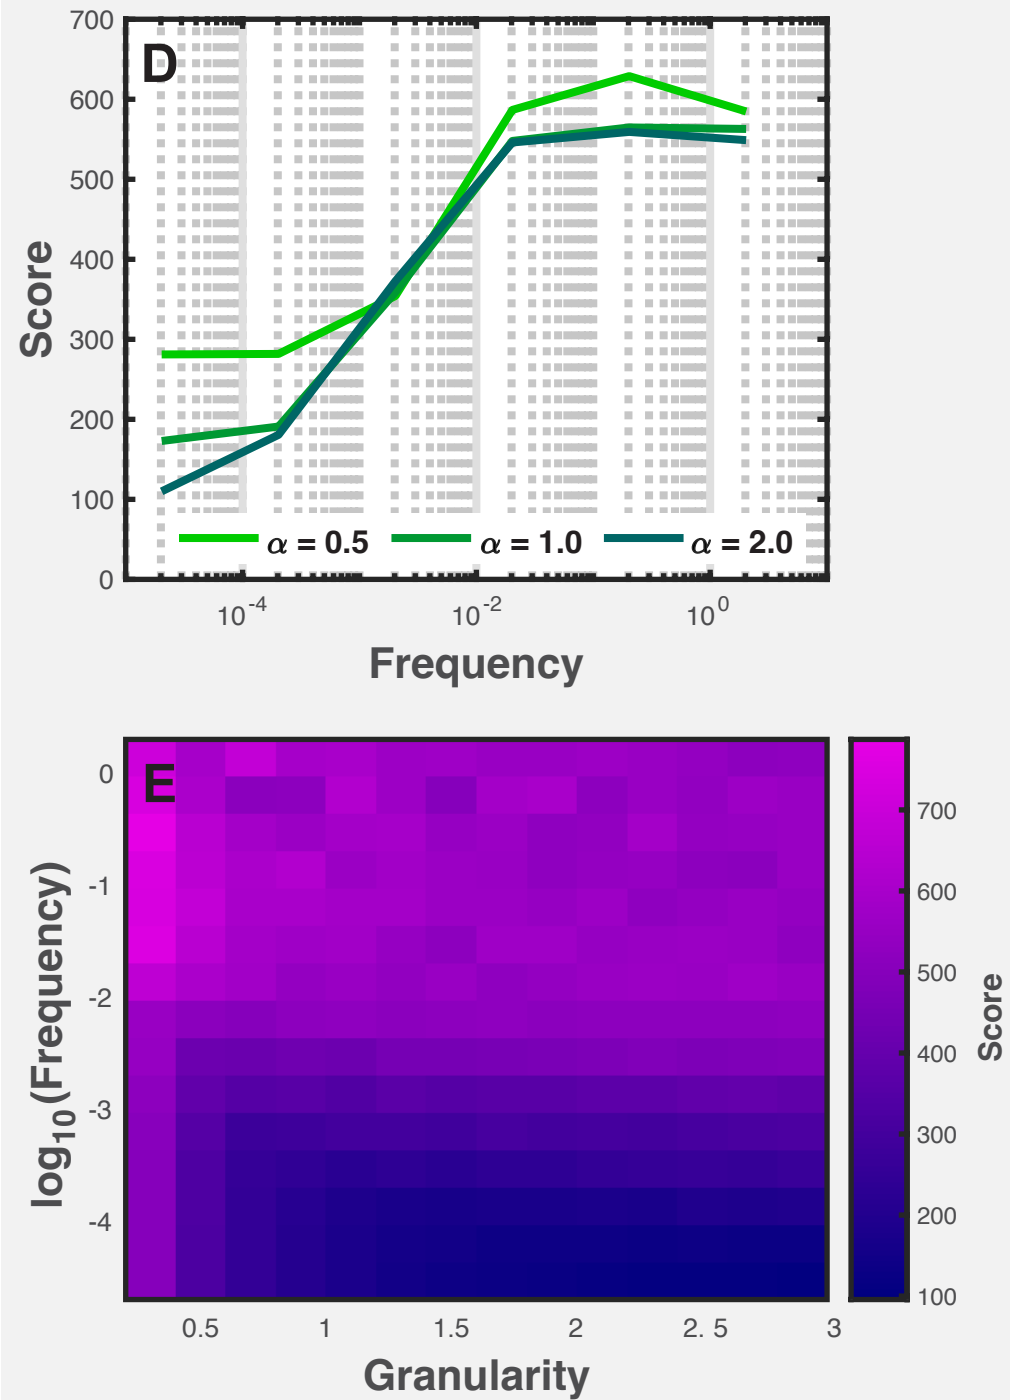 700
D
600
500
400
300
200
100
0
Score
α = 0.5 α = 1.0 α = 2.0
10^-4 10^-2 10^0
Frequency
E
0
-1
-2
-3
-4
log_10(Frequency)
0.5 1 1.5 2 2. 5 3
Granularity
700
600
500
400
300
200
100
Score